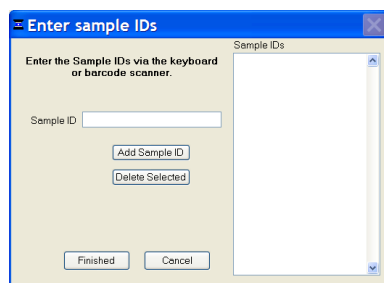 Enter sample IDs
Sample IDs
Enter the Sample IDs via the keyboard
or barcode scanner.
Sample ID
Add Sample ID
Delete Selected
Finished
Cancel